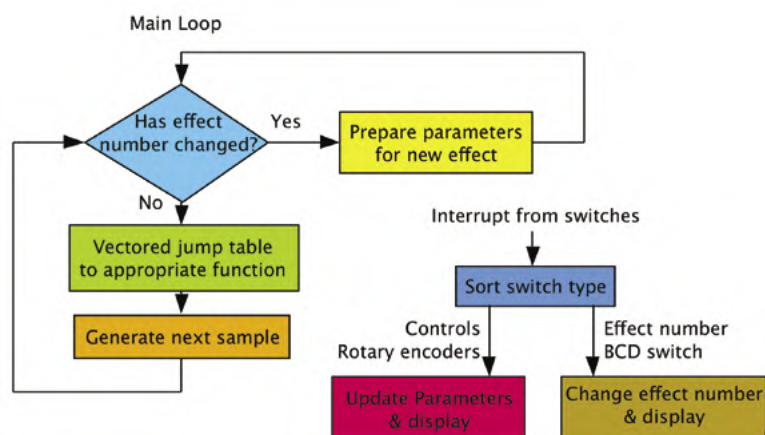 Main Loop
Has effect
number changed?
Yes
Prepare parameters
for new effect
No
Vectored jump table
to appropriate function
Generate next sample
Interrupt from switches
Sort switch type
Controls
Rotary encoders
Effect number
BCD switch
Update Parameters
& display
Change effect number
& display